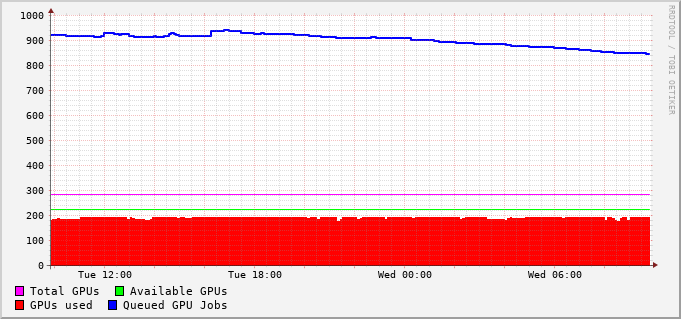 RRDTOOL / TOBI OETIKER
1000
900
800
700
600
500
400
300
200
100
0
Tue 12:00 Tue 18:00 Wed 00:00 Wed 06:00
Total GPUs Available GPUs
GPUs used Queued GPU Jobs